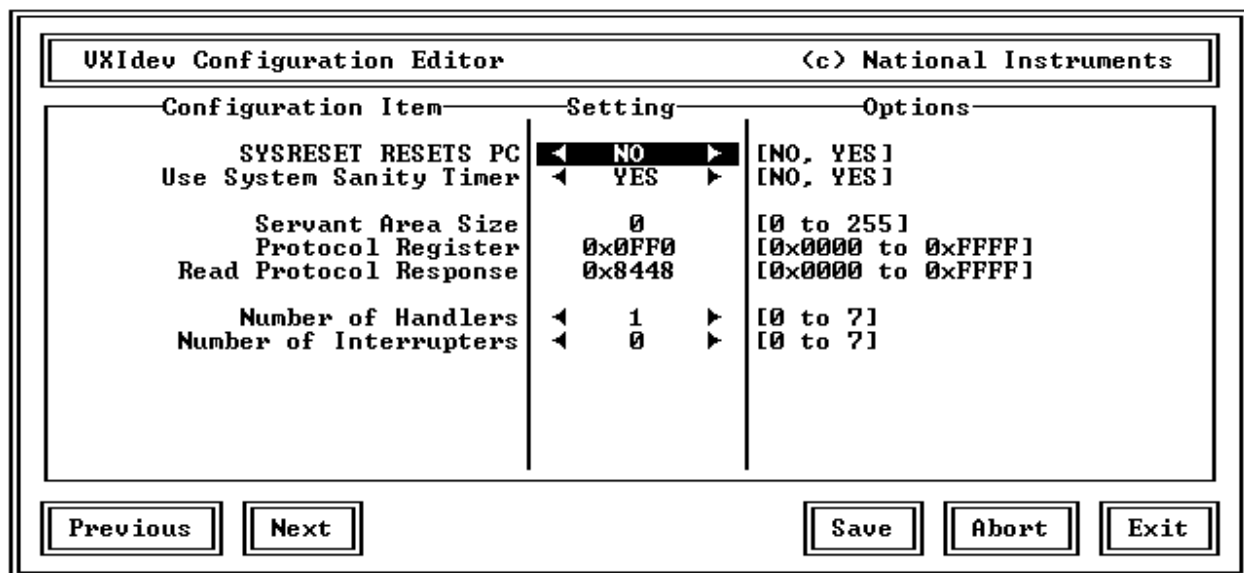 VXIdev Configuration Editor (c) National Instruments
Configuration Item Setting Options
SYSRESET RESETS PC ◄ NO ► [NO, YES]
Use System Sanity Timer ◄ YES ► [NO, YES]
Servant Area Size 0 [0 to 255]
Protocol Register 0x0FF0 [0x0000 to 0xFFFF]
Read Protocol Response 0x8448 [0x0000 to 0xFFFF]
Number of Handlers ◄ 1 ► [0 to 7]
Number of Interrupters ◄ 0 ► [0 to 7]
Previous Next Save Abort Exit